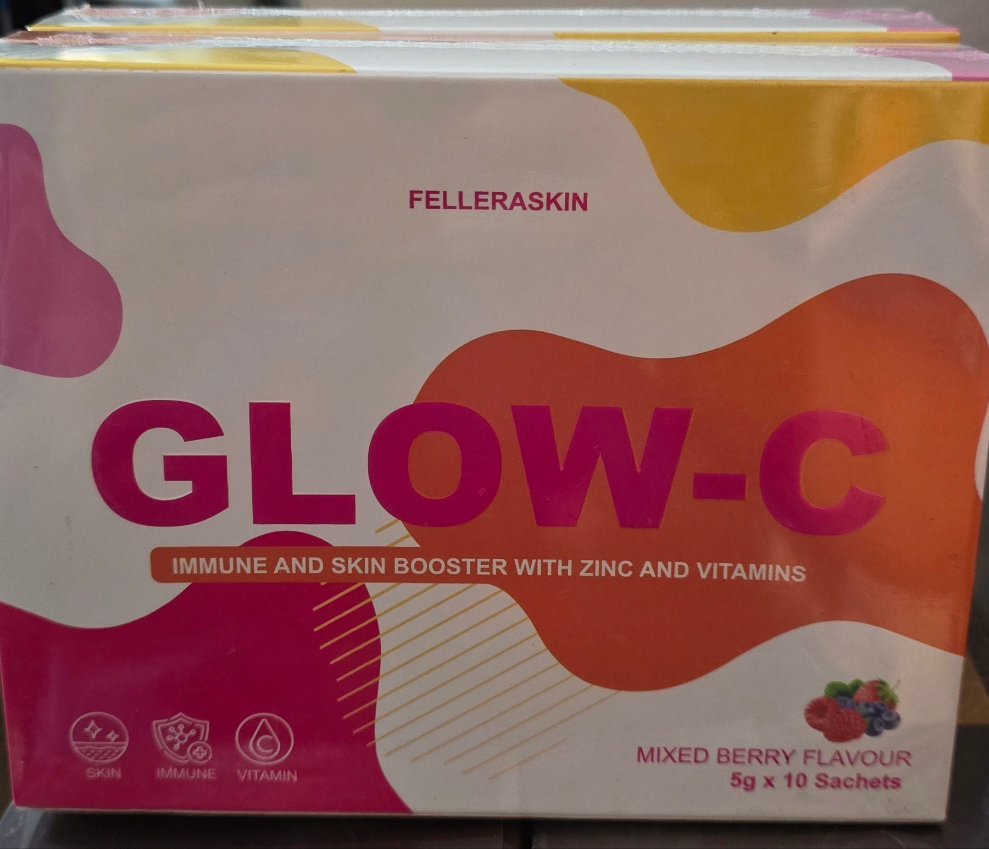 FELLERASKIN
GLOW-C
IMMUNE AND SKIN BOOSTER WITH ZINC AND VITAMINS
SKIN
IMMUNE
VITAMIN
MIXED BERRY FLAVOUR
5g x 10 Sachets